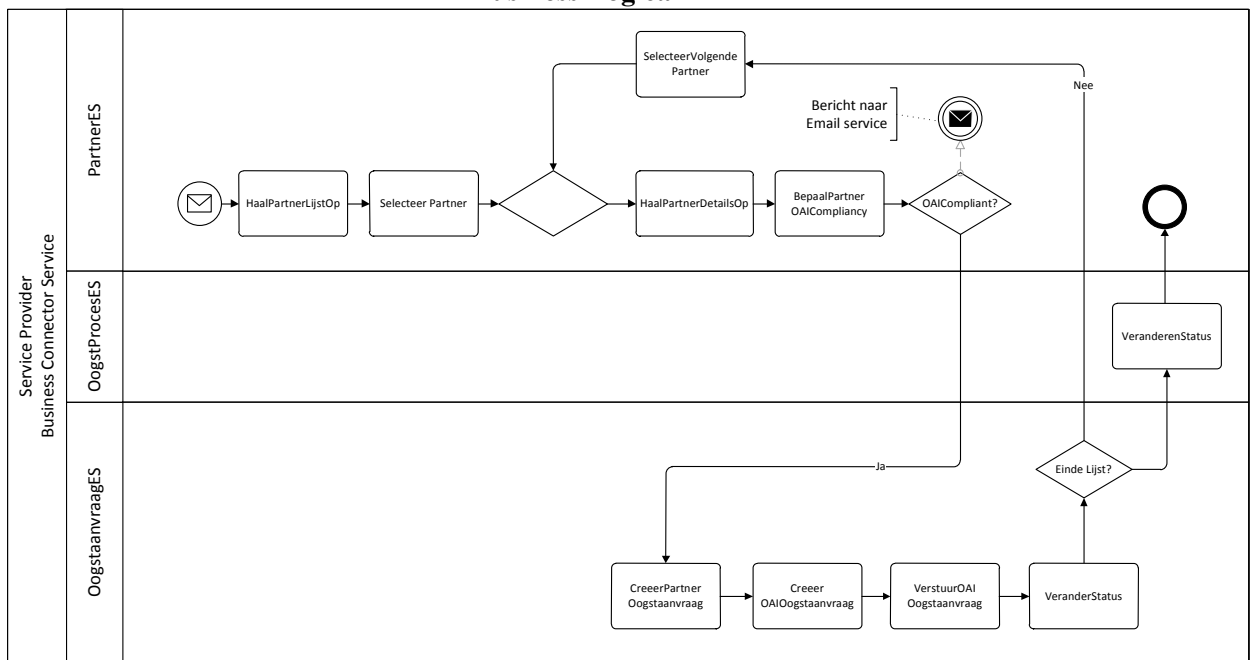 Service Provider
Business Connector Service
PartnerES
OogstProcesES
OogstaanvraagES
SelecteerVolgende
Partner
Nee
Bericht naar
Email service
HaalPartnerLijstOp
Selecteer Partner
HaalPartnerDetailsOp
BepaalPartner
OAICompliancy
OAICompliant?
VeranderenStatus
Ja
Einde Lijst?
CreeerPartner
Oogstaanvraag
Creeer
OAIOogstaanvraag
VerstuurOAI
Oogstaanvraag
VeranderStatus